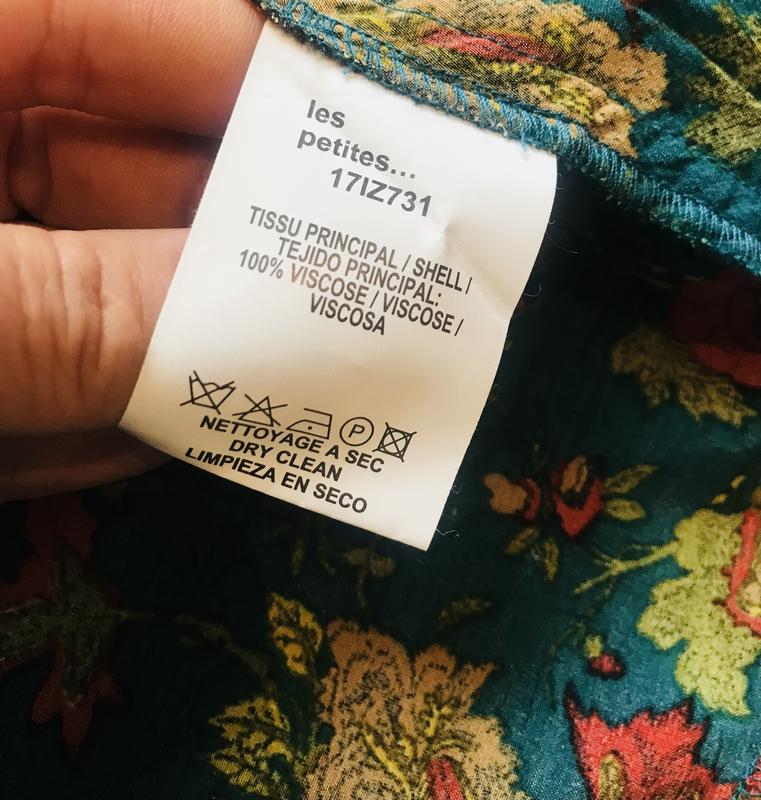 les
petites...
17IZ731
TISSU PRINCIPAL / SHELL /
TEJIDO PRINCIPAL:
100% VISCOSE / VISCOSE /
VISCOSA
P
NETTOYAGE A SEC
DRY CLEAN
LIMPIEZA EN SECO